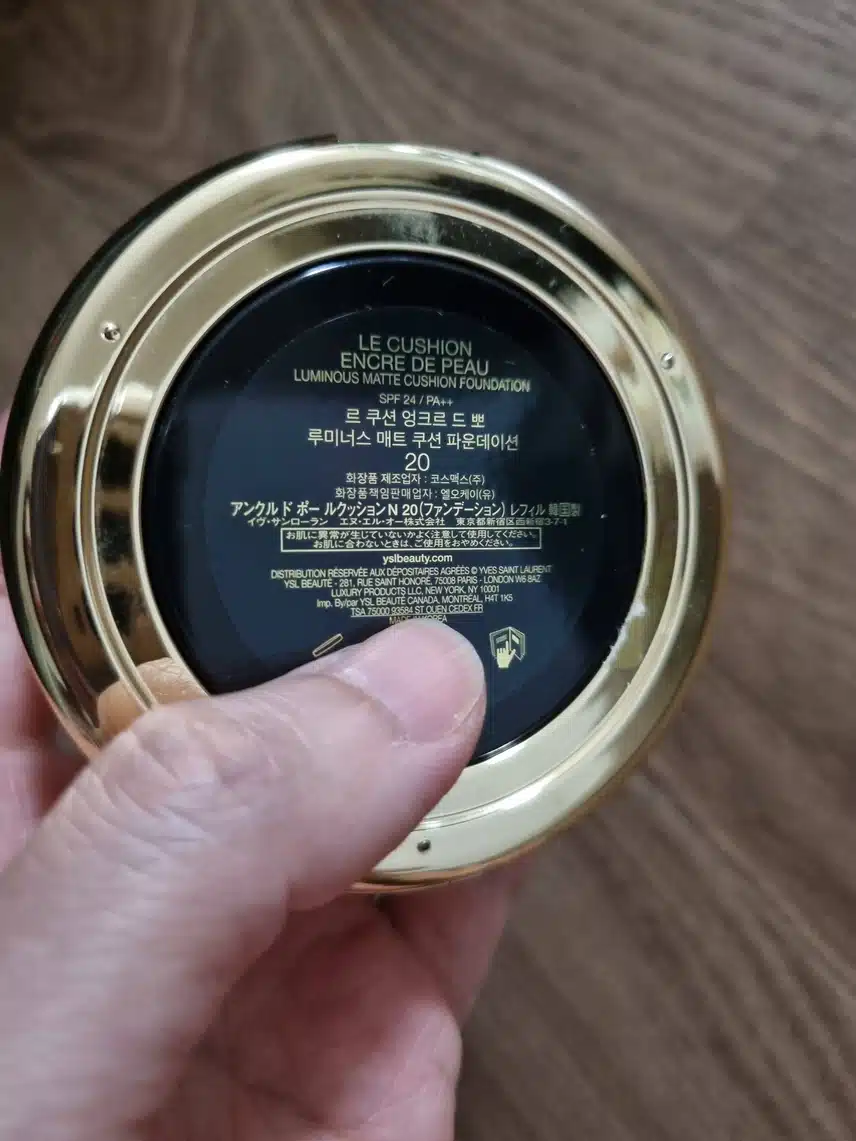 LE CUSHION
ENCRE DE PEAU
LUMINOUS MATTE CUSHION FOUNDATION
SPF 24 / PA++
르 쿠션 엉크르 드 뽀
루미너스 매트 쿠션 파운데이션
20
화장품 제조업자 : 코스맥스(주)
화장품책임판매업자 : 엘오케이(유)
アンクル ド ポー ルクッション N 20 (ファンデーション) レフィル 韓国製
イヴ・サンローラン エヌ・エル・オー株式会社 東京都新宿区西新宿3-7-1
お肌に異常が生じていないかよく注意して使用してください。
お肌に合わないときは、ご使用をおやめください。
yslbeauty.com
DISTRIBUTION RÉSERVÉE AUX DÉPOSITAIRES AGRÉÉS © YVES SAINT LAURENT
YSL BEAUTÉ - 281, RUE SAINT HONORÉ, 75008 PARIS - LONDON W6 8AZ
LUXURY PRODUCTS LLC, NEW YORK, NY 10001
Imp. By/par YSL BEAUTÉ CANADA, MONTRÉAL, H4T 1K5
TSA 75000 93584 ST OUEN CEDEX FR